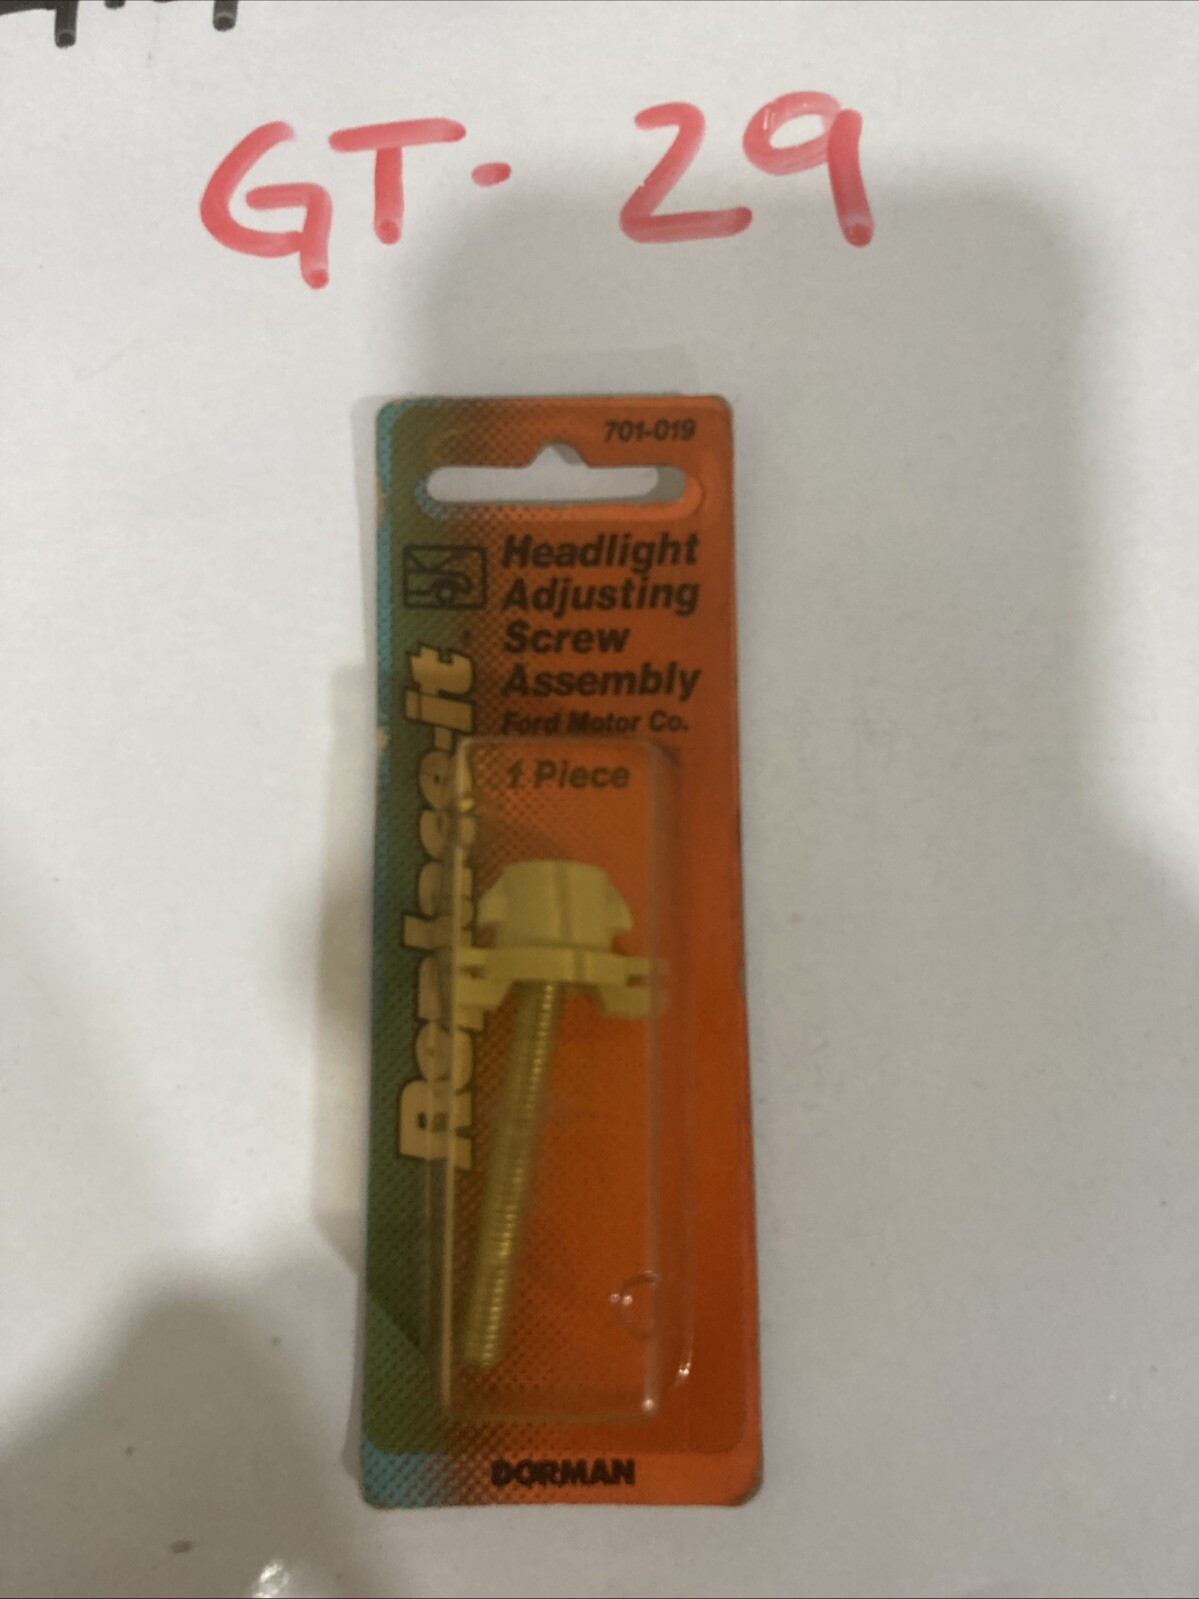 GT- 29
701-019
Headlight
Adjusting
Screw
Assembly
Ford Motor Co.
1 Piece
Replace-it®
DORMAN